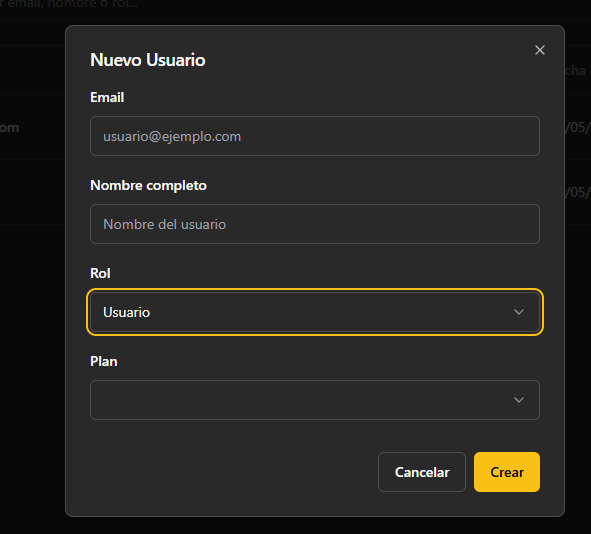 r email, nombre o rol...
Nuevo Usuario
cha
Email
om
/05/
usuario@ejemplo.com
Nombre completo
/05/
Nombre del usuario
Rol
Usuario
Plan
Cancelar
Crear